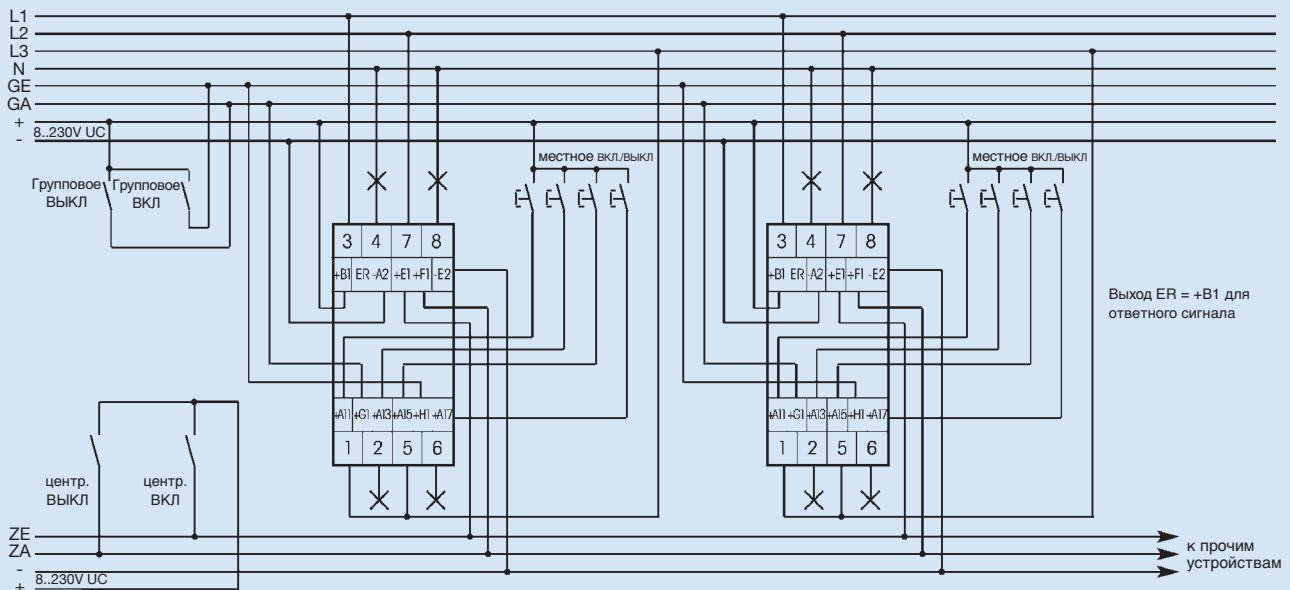 L1
L2
L3
N
GE
GA
+
8..230V UC
-
местное ВКЛ./ВЫКЛ
местное ВКЛ./ВЫКЛ
Групповое
ВЫКЛ
Групповое
ВКЛ
3 4 7 8
+B1 ER -A2 +E1 +F1 -E2
3 4 7 8
+B1 ER -A2 +E1 +F1 -E2
Выход ER = +B1 для
ответного сигнала
+A11 +G1 +A13 +A15 +H1 +A17
1 2 5 6
+A11 +G1 +A13 +A15 +H1 +A17
1 2 5 6
центр.
ВЫКЛ
центр.
ВКЛ
ZE
ZA
-
8..230V UC
+
к прочим
устройствам